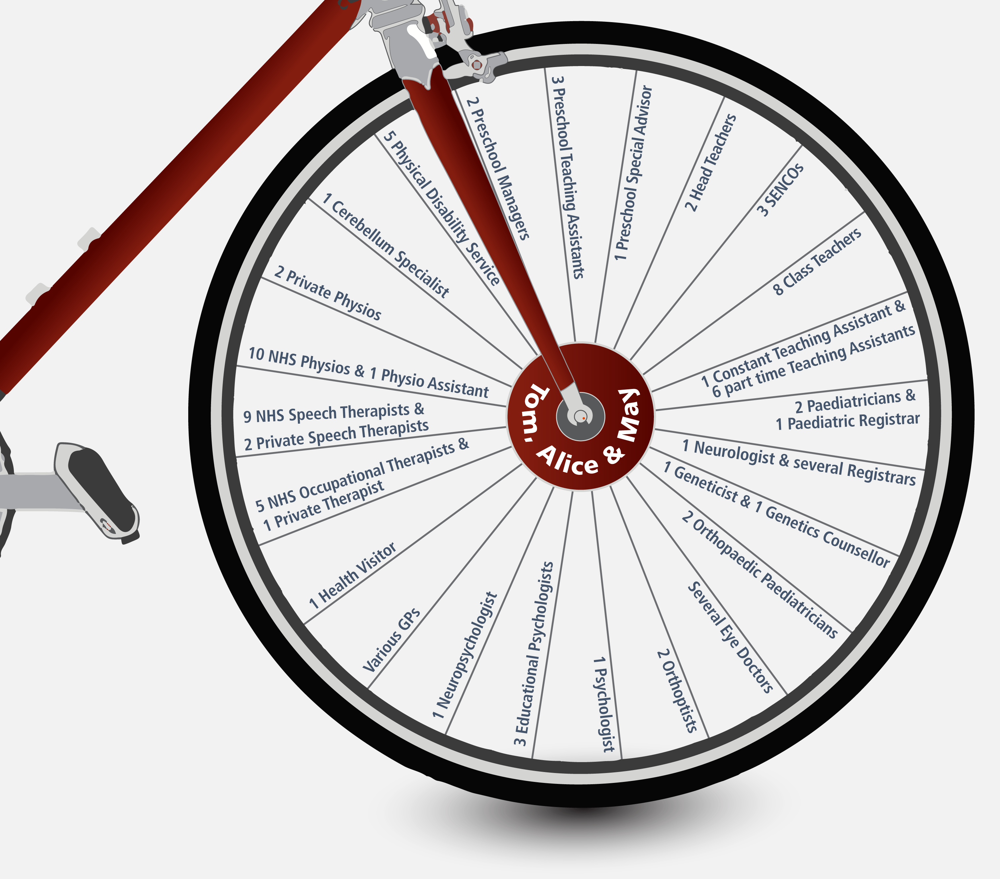 2 Preschool Managers
3 Preschool Teaching Assistants
1 Preschool Special Advisor
2 Head Teachers
3 SENCOs
8 Class Teachers
1 Constant Teaching Assistant &
6 part time Teaching Assistants
2 Paediatricians &
1 Paediatric Registrar
1 Neurologist & several Registrars
1 Geneticist & 1 Genetics Counsellor
2 Orthopaedic Paediatricians
Several Eye Doctors
2 Orthoptists
1 Psychologist
3 Educational Psychologists
1 Neuropsychologist
Various GPs
1 Health Visitor
5 NHS Occupational Therapists &
1 Private Therapist
9 NHS Speech Therapists &
2 Private Speech Therapists
10 NHS Physios & 1 Physio Assistant
2 Private Physios
1 Cerebellum Specialist
5 Physical Disability Service
Tom, Alice & May